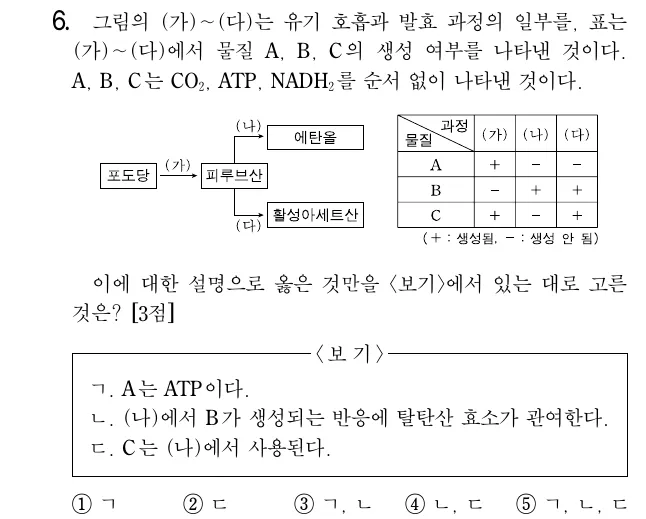 6. 그림의 (가)~(다)는 유기 호흡과 발효 과정의 일부를, 표는
(가)~(다)에서 물질 A, B, C의 생성 여부를 나타낸 것이다.
A, B, C는 CO₂, ATP, NADH₂를 순서 없이 나타낸 것이다.
포도당 (가) 피루브산
(나) 에탄올
(다) 활성아세트산
물질 과정 (가) (나) (다)
A + - -
B - + +
C + - +
(+ : 생성됨, - : 생성 안 됨)
이에 대한 설명으로 옳은 것만을 〈보기〉에서 있는 대로 고른
것은? [3점]
〈보 기〉
ㄱ. A는 ATP이다.
ㄴ. (나)에서 B가 생성되는 반응에 탈탄산 효소가 관여한다.
ㄷ. C는 (나)에서 사용된다.
① ㄱ ② ㄷ ③ ㄱ, ㄴ ④ ㄴ, ㄷ ⑤ ㄱ, ㄴ, ㄷ